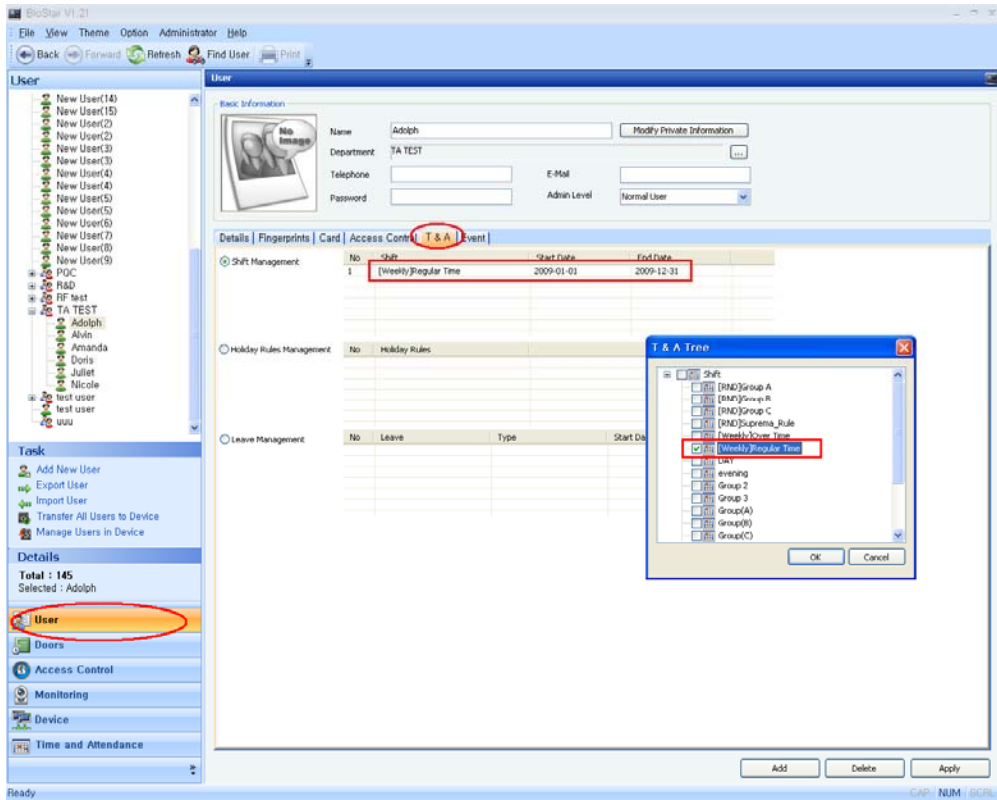 BioStar V1.21
File View Theme Option Administrator Help
Back Forward Refresh Find User Print
User
New User(14)
New User(15)
New User(2)
New User(2)
New User(3)
New User(3)
New User(4)
New User(4)
New User(5)
New User(5)
New User(6)
New User(7)
New User(8)
New User(9)
PQC
R&D
RF test
TA TEST
Adolph
Alvin
Amanda
Doris
Juliet
Nicole
test user
test user
uuu
Task
Add New User
Export User
Import User
Transfer All Users to Device
Manage Users in Device
Details
Total : 145
Selected : Adolph
User
Doors
Access Control
Monitoring
Device
Time and Attendance
User
Basic Information
No Image
Name Adolph Modify Private Information
Department TA TEST ...
Telephone E-Mail
Password Admin Level Normal User
Details Fingerprints Card Access Control T & A Event
Shift Management
No Shift Start Date End Date
1 [Weekly]Regular Time 2009-01-01 2009-12-31
Holiday Rules Management
No Holiday Rules
Leave Management
No Leave Type Start Da
T & A Tree
Shift
[RND]Group A
[RND]Group B
[RND]Group C
[RND]Suprema_Rule
[Weekly]Over Time
[Weekly]Regular Time
DAY
evening
Group 2
Group 3
Group(A)
Group(B)
Group(C)
OK Cancel
Add Delete Apply
Ready CAP NUM SCRL